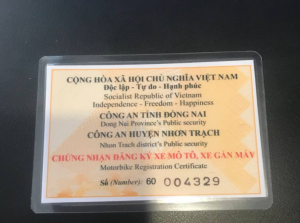 CỘNG HÒA XÃ HỘI CHỦ NGHĨA VIỆT NAM
Độc lập - Tự do - Hạnh phúc
Socialist Republic of Vietnam
Independence - Freedom - Happiness
CÔNG AN TỈNH ĐỒNG NAI
Dong Nai Province's Public security
CÔNG AN HUYỆN NHƠN TRẠCH
Nhon Trach district's Public security
CHỨNG NHẬN ĐĂNG KÝ XE MÔ TÔ, XE GẮN MÁY
Motorbike Registration Certificate
Số (Number): 60 004329